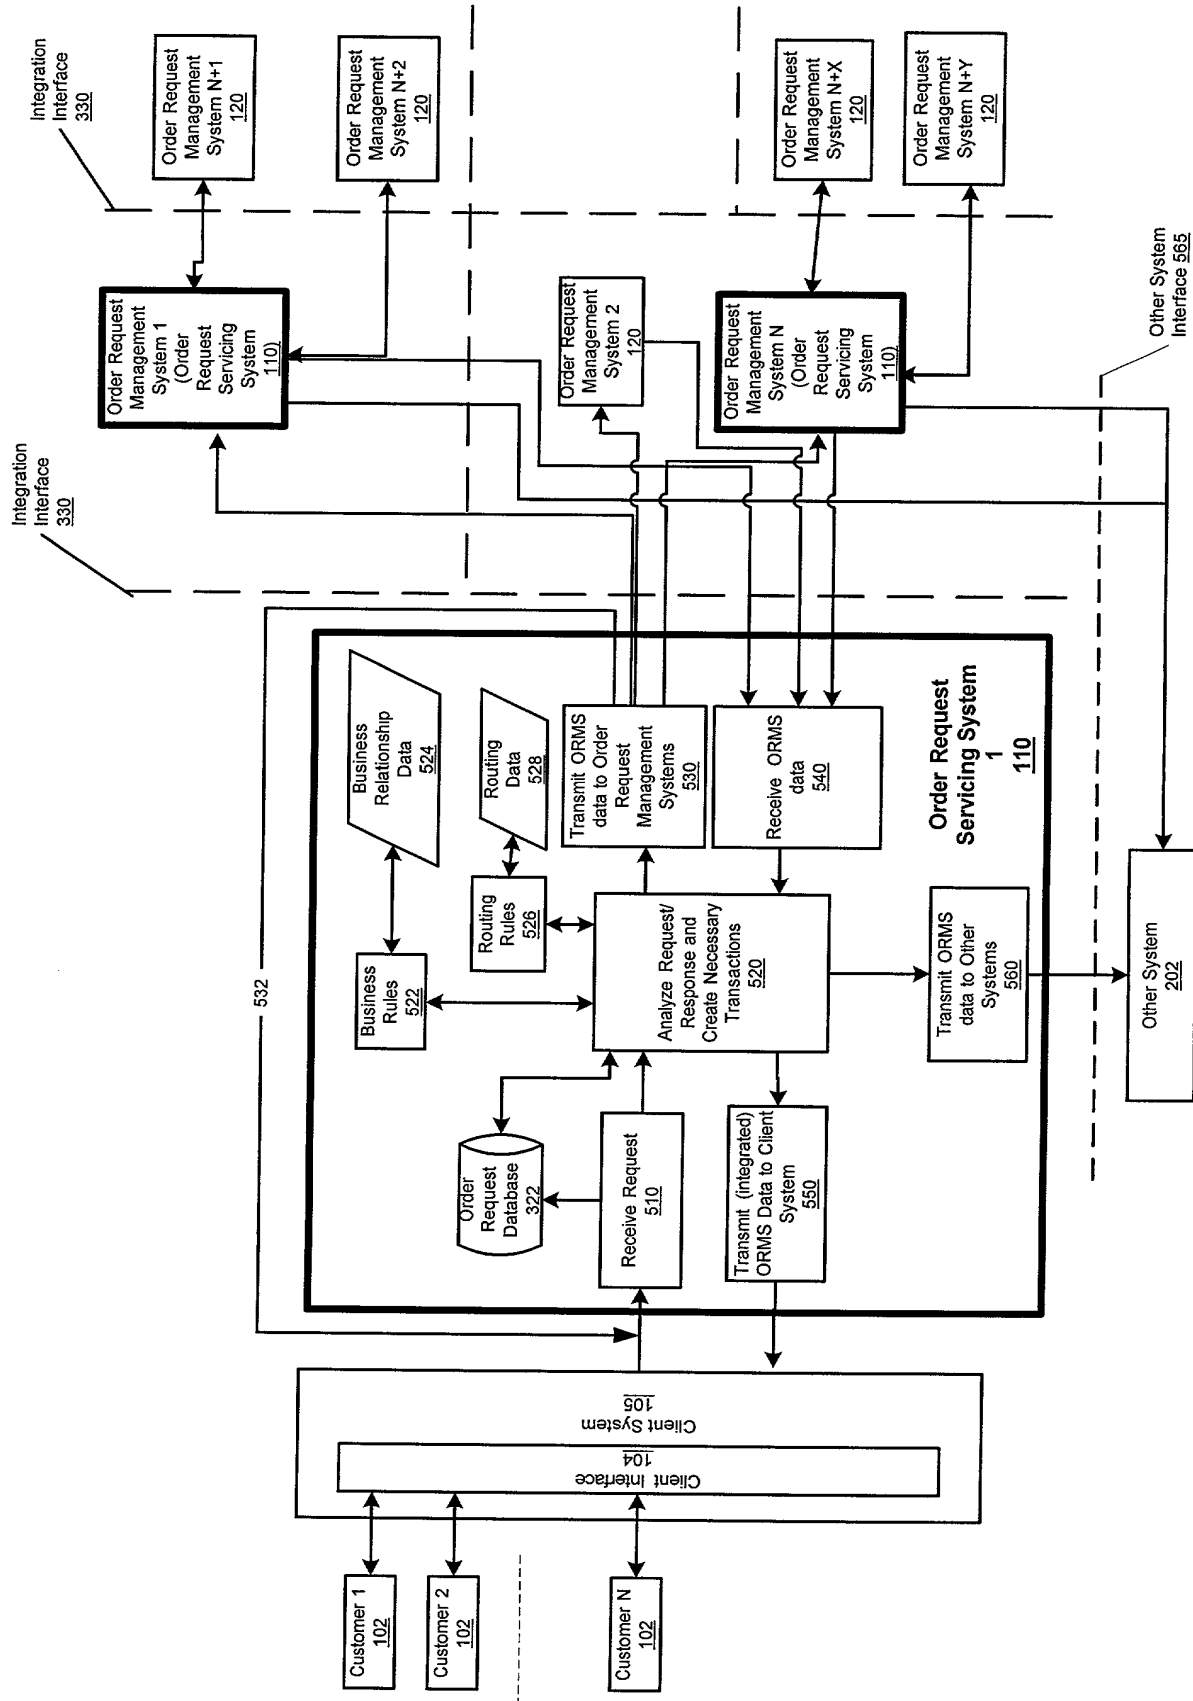 Integration
Interface
330
Order Request
Management
System N+1
120
Order Request
Management
System N+2
120
Order Request
Management
System N+X
120
Order Request
Management
System N+Y
120
Integration
Interface
330
Order Request
Management
System 1
(Order
Request
Servicing
System
110)
Order Request
Management
System 2
120
Order Request
Management
System N
(Order
Request
Servicing
System
110)
Other System
Interface 565
532
Business
Relationship
Data
524
Routing
Data
528
Transmit ORMS
data to Order
Request
Management
Systems
530
Receive ORMS
data
540
Order Request
Servicing System
1
110
Business
Rules
522
Routing
Rules
526
Analyze Request/
Response and
Create Necessary
Transactions
520
Transmit ORMS
data to Other
Systems
560
Other System
202
Order
Request
Database
322
Receive Request
510
Transmit (integrated)
ORMS Data to Client
System
550
Client System
105
Client Interface
104
Customer 1
102
Customer 2
102
Customer N
102